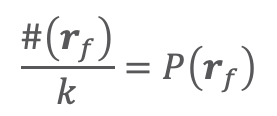 #(r_f)/k = P(r_f)